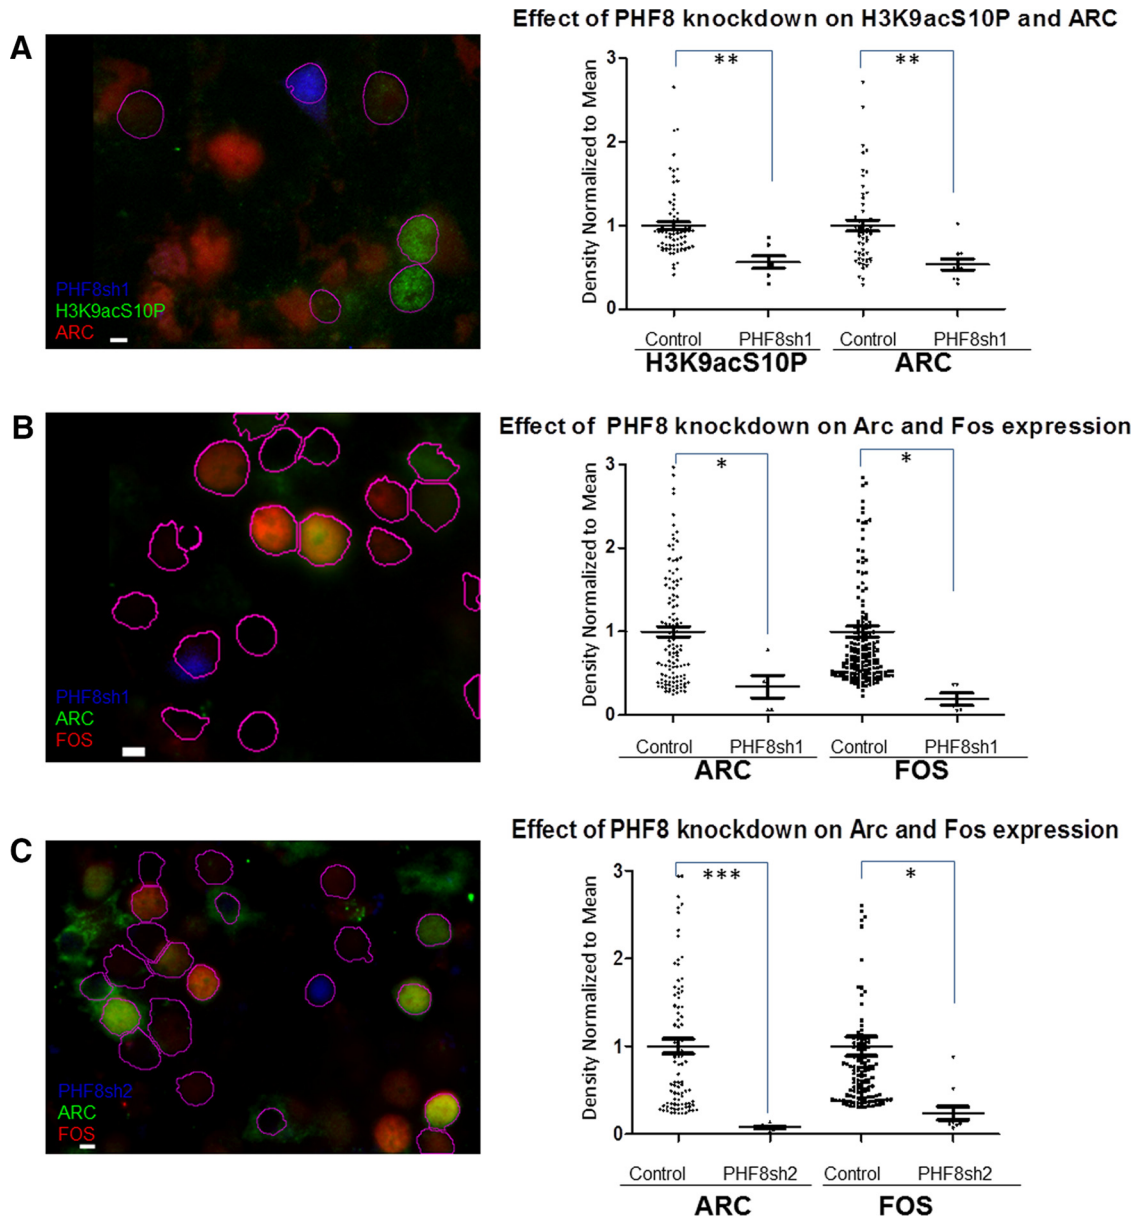 A
PHF8sh1
H3K9acS10P
ARC
Effect of PHF8 knockdown on H3K9acS10P and ARC
Density Normalized to Mean
3
2
1
0
**
**
Control PHF8sh1 Control PHF8sh1
H3K9acS10P ARC
B
PHF8sh1
ARC
FOS
Effect of PHF8 knockdown on Arc and Fos expression
Density Normalized to Mean
3
2
1
0
*
*
Control PHF8sh1 Control PHF8sh1
ARC FOS
C
PHF8sh2
ARC
FOS
Effect of PHF8 knockdown on Arc and Fos expression
Density Normalized to Mean
3
2
1
0
***
*
Control PHF8sh2 Control PHF8sh2
ARC FOS